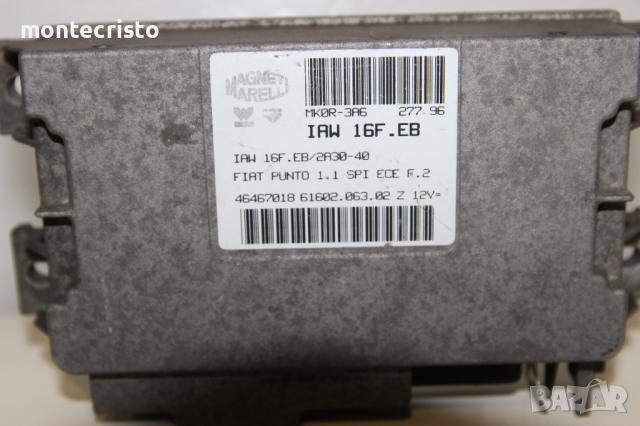 montecristo
MAGNETI
MARELLI
MK0R-3A6 277 96
IAW 16F.EB
IAW 16F.EB/2A30-40
FIAT PUNTO 1.1 SPI ECE F.2
46467018 61602.063.02 Z 12V=
BAZAR